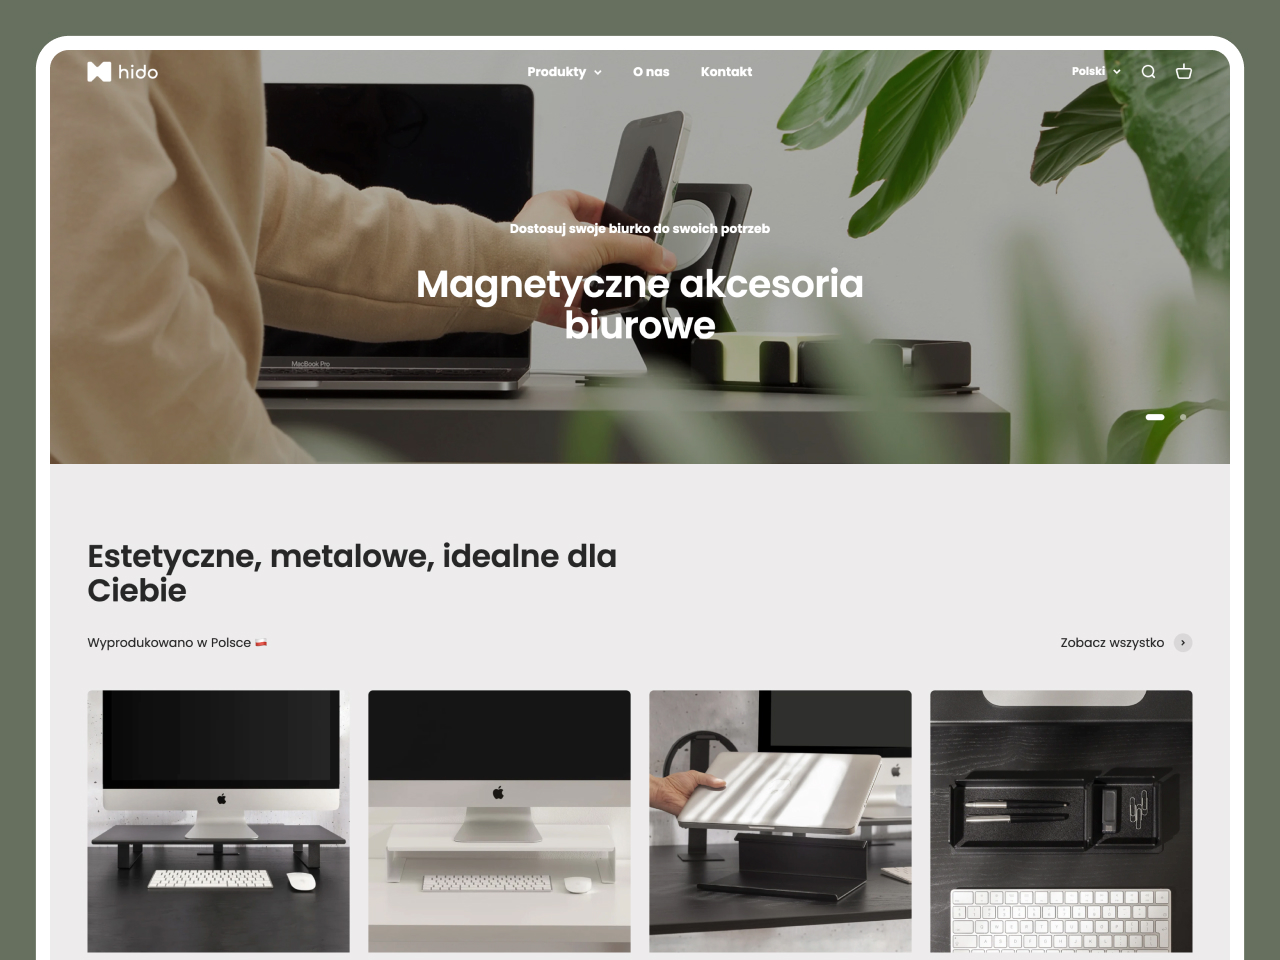 hido
Produkty
O nas
Kontakt
Polski
Dostosuj swoje biurko do swoich potrzeb
Magnetyczne akcesoria
biurowe
MacBook Pro
Estetyczne, metalowe, idealne dla
Ciebie
Wyprodukowano w Polsce 🇵🇱
Zobacz wszystko